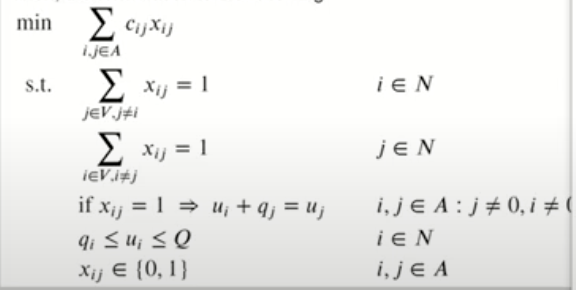 min ∑ c_{ij}x_{ij}
i,j∈A
s.t. ∑ x_{ij} = 1 i ∈ N
j∈V,j≠i
∑ x_{ij} = 1 j ∈ N
i∈V,i≠j
if x_{ij} = 1 ⇒ u_i + q_j = u_j i, j ∈ A : j ≠ 0, i ≠
q_i ≤ u_i ≤ Q i ∈ N
x_{ij} ∈ {0, 1} i, j ∈ A